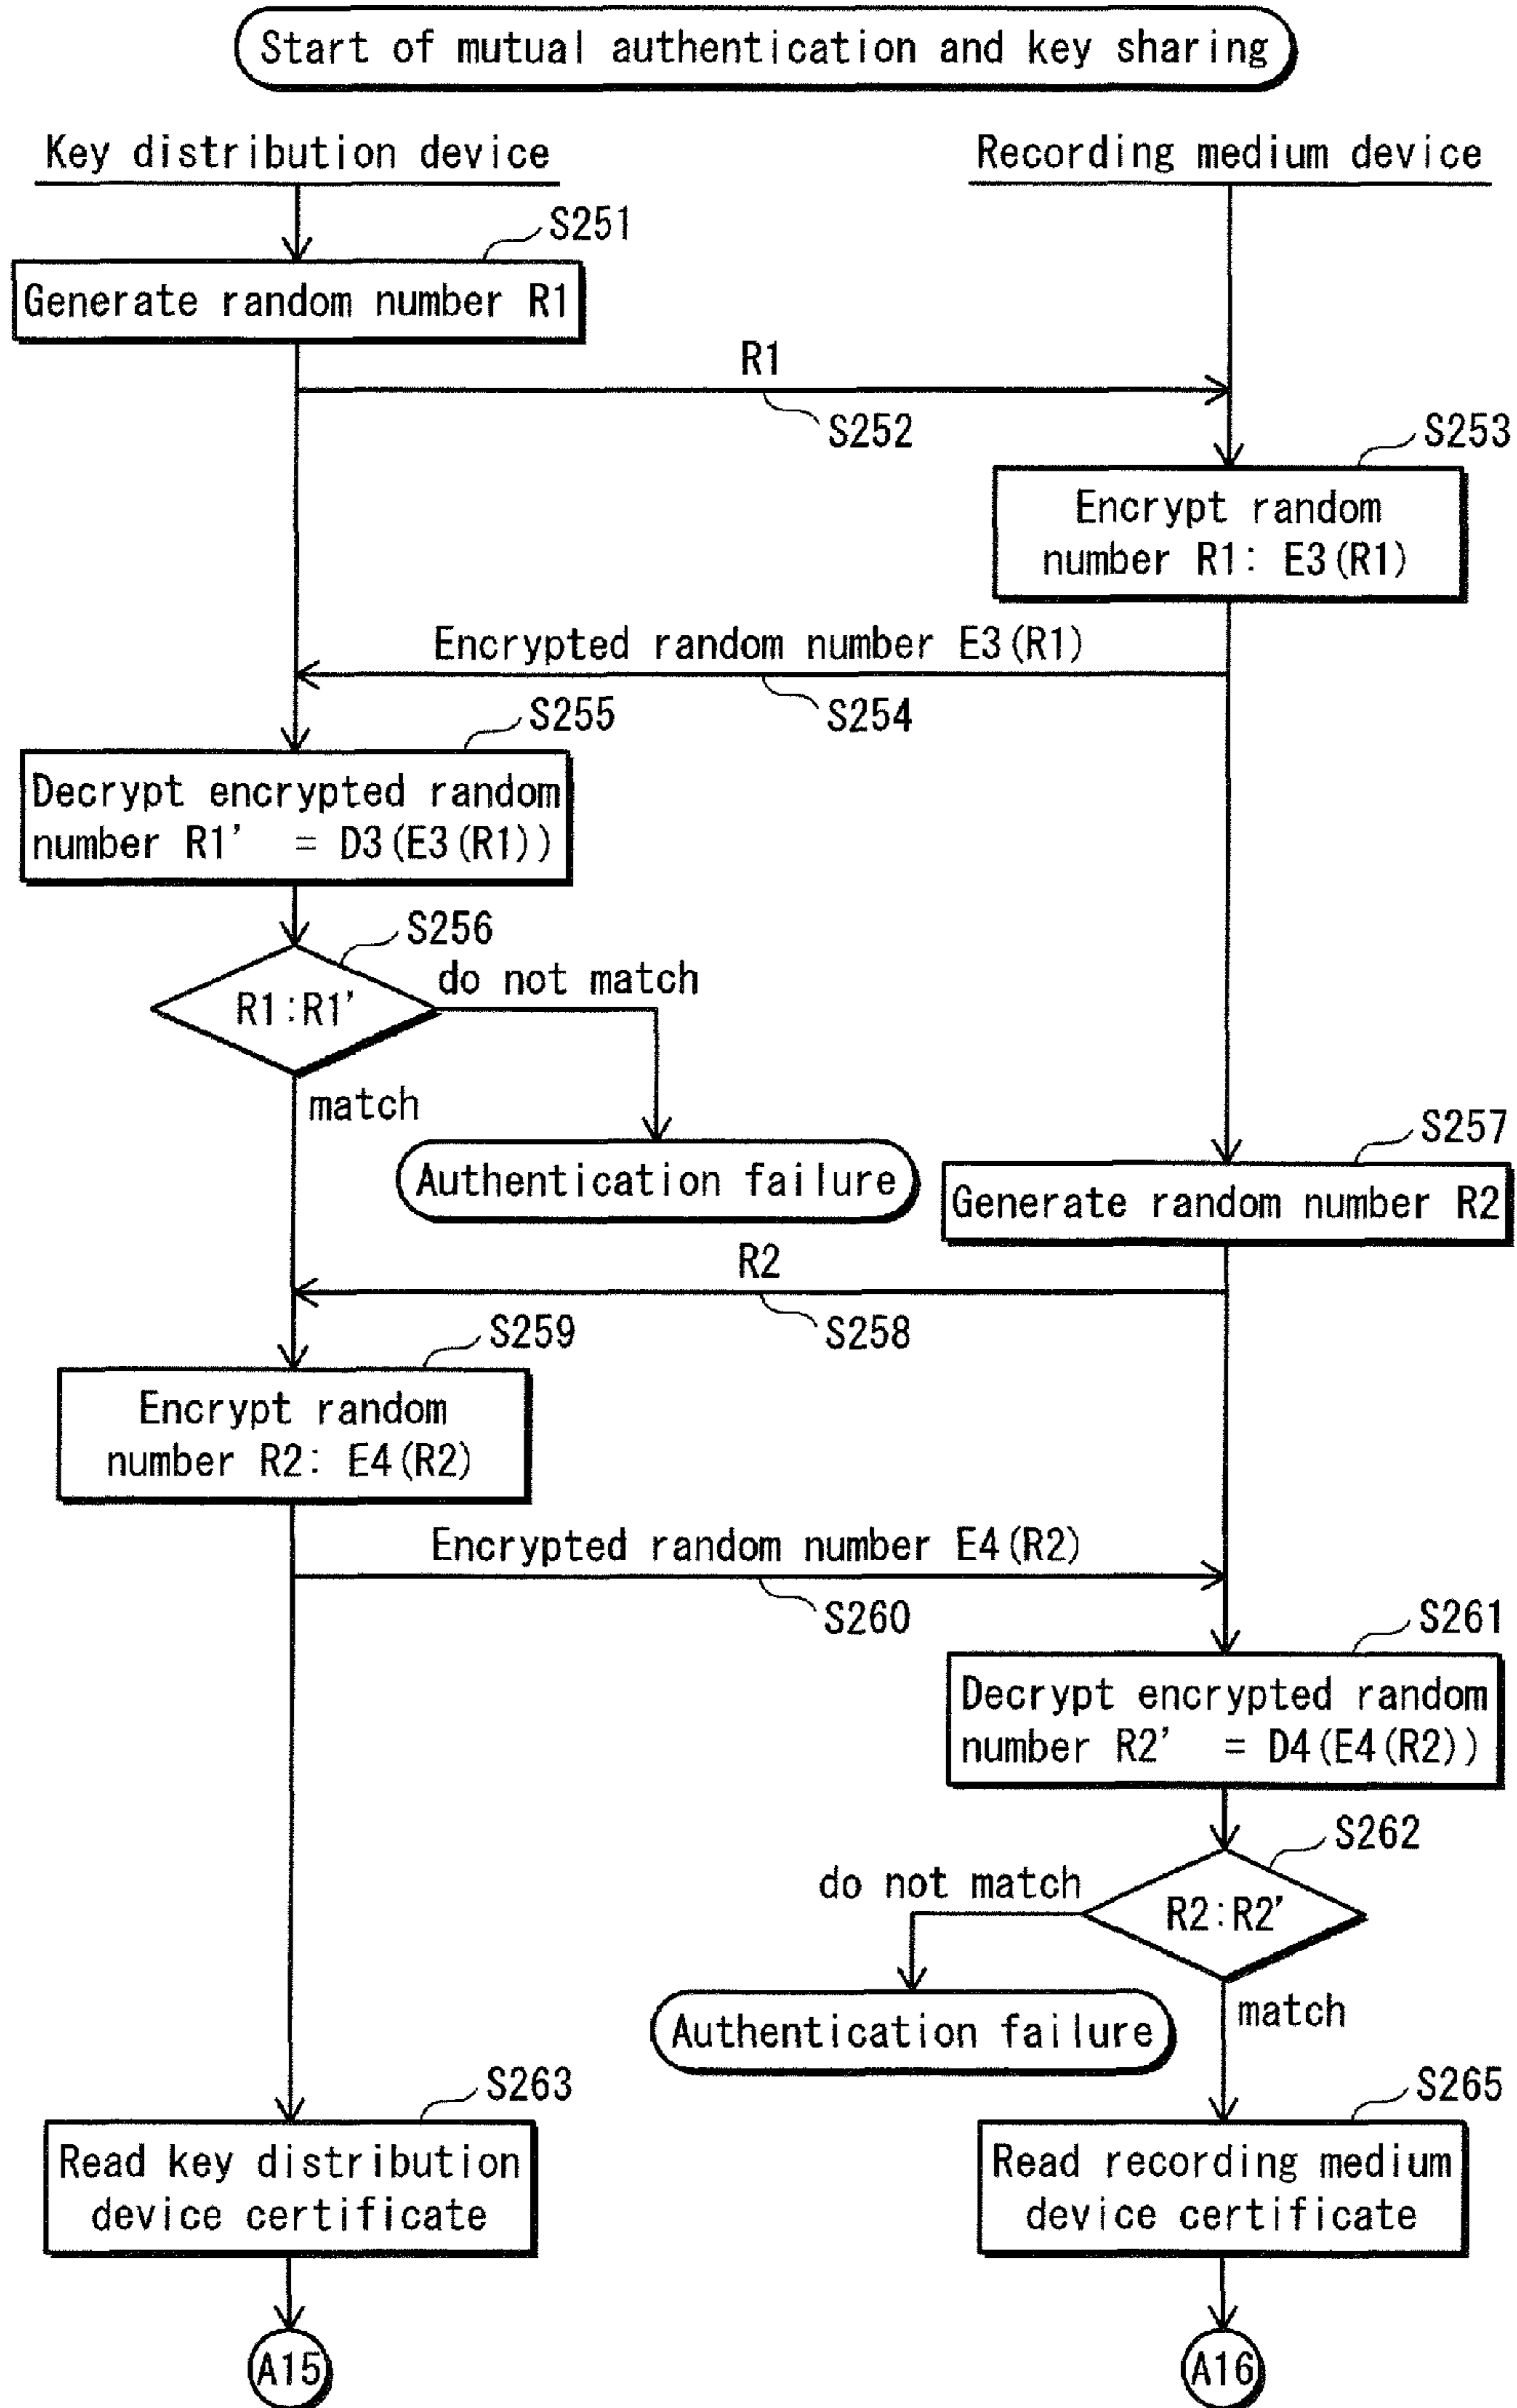 Start of mutual authentication and key sharing
Key distribution device
Recording medium device
S251
Generate random number R1
R1
S252
S253
Encrypt random
number R1: E3(R1)
Encrypted random number E3(R1)
S254
S255
Decrypt encrypted random
number R1' = D3(E3(R1))
S256
R1:R1'
do not match
match
Authentication failure
S257
Generate random number R2
R2
S258
S259
Encrypt random
number R2: E4(R2)
Encrypted random number E4(R2)
S260
S261
Decrypt encrypted random
number R2' = D4(E4(R2))
S262
do not match
R2:R2'
match
Authentication failure
S263
Read key distribution
device certificate
S265
Read recording medium
device certificate
A15
A16